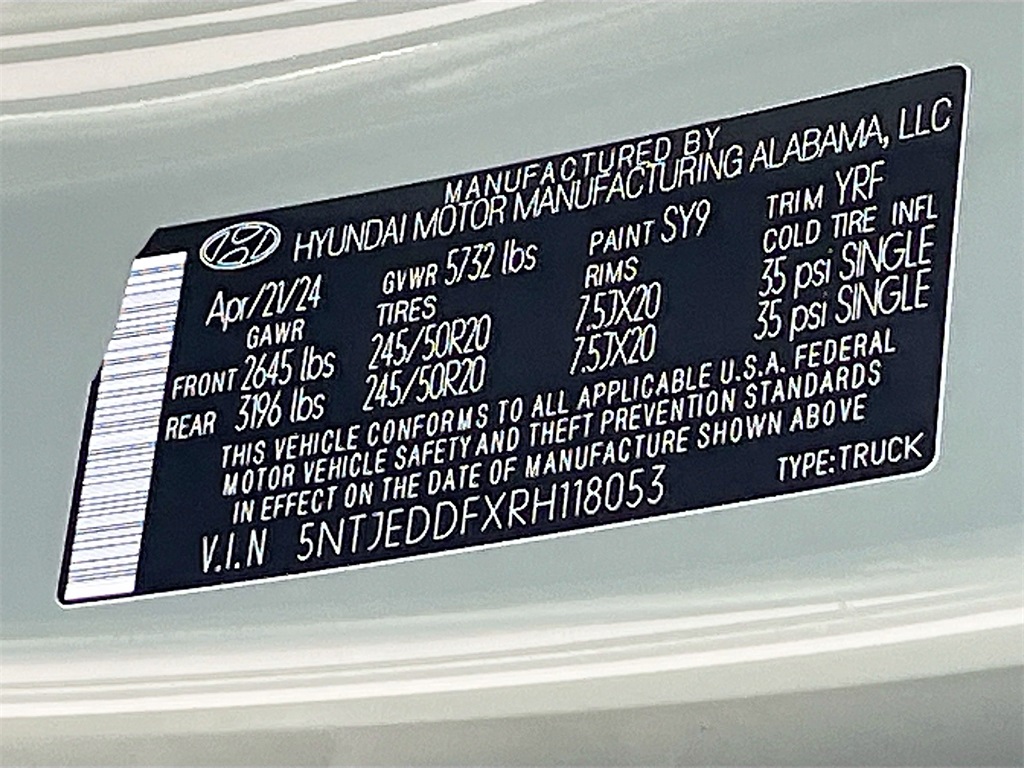 MANUFACTURED BY
HYUNDAI MOTOR MANUFACTURING ALABAMA, LLC
Apr/21/24 GVWR 5732 lbs PAINT SY9 TRIM YRF
GAWR TIRES RIMS COLD TIRE INFL
FRONT 2645 lbs 245/50R20 7.5JX20 35 psi SINGLE
REAR 3196 lbs 245/50R20 7.5JX20 35 psi SINGLE
THIS VEHICLE CONFORMS TO ALL APPLICABLE U.S.A. FEDERAL
MOTOR VEHICLE SAFETY AND THEFT PREVENTION STANDARDS
IN EFFECT ON THE DATE OF MANUFACTURE SHOWN ABOVE
V.I.N 5NTJEDDFXRH118053 TYPE:TRUCK